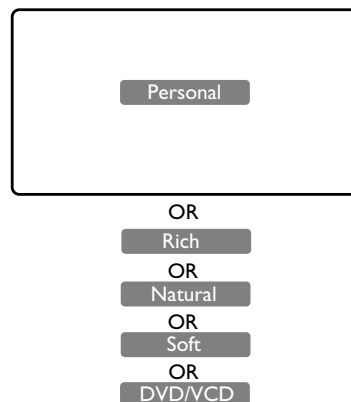 Personal
OR
Rich
OR
Natural
OR
Soft
OR
DVD/VCD